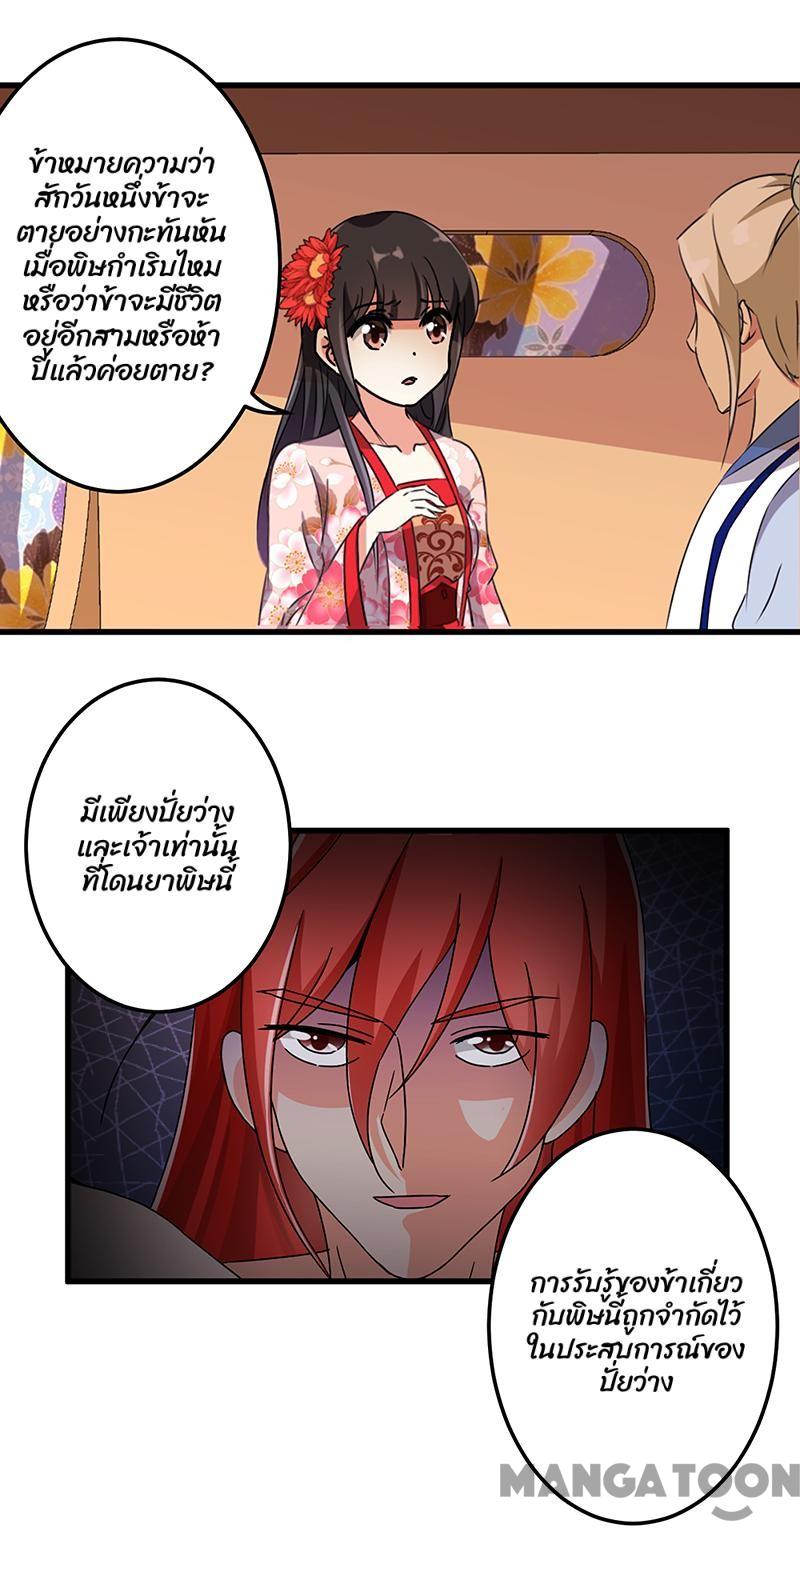 ข้าหมายความว่า
สักวันหนึ่งข้าจะ
ตายอย่างกะทันหัน
เมื่อพิษกำเริบไหม
หรือว่าข้าจะมีชีวิต
อยู่อีกสามหรือห้า
ปีแล้วค่อยตาย?
มีเพียงปั่ยว่าง
และเจ้าเท่านั้น
ที่โดนยาพิษนี้
การรับรู้ของข้าเกี่ยว
กับพิษนี้ถูกจำกัดไว้
ในประสบการณ์ของ
ปั่ยว่าง
MANGATOON